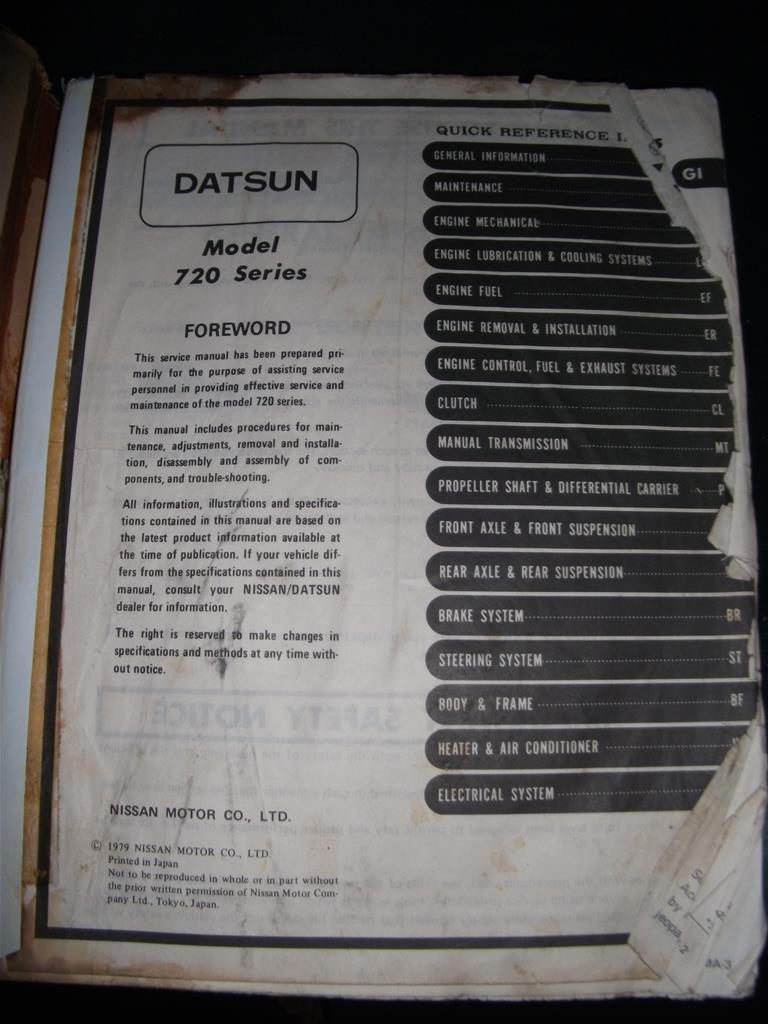 DATSUN
Model
720 Series
FOREWORD
This service manual has been prepared pri-
marily for the purpose of assisting service
personnel in providing effective service and
maintenance of the model 720 series.
This manual includes procedures for main-
tenance, adjustments, removal and installa-
tion, disassembly and assembly of com-
ponents, and trouble-shooting.
All information, illustrations and specifica-
tions contained in this manual are based on
the latest product information available at
the time of publication. If your vehicle dif-
fers from the specifications contained in this
manual, consult your NISSAN/DATSUN
dealer for information.
The right is reserved to make changes in
specifications and methods at any time with-
out notice.
NISSAN MOTOR CO., LTD.
© 1979 NISSAN MOTOR CO., LTD.
Printed in Japan
Not to be reproduced in whole or in part without
the prior written permission of Nissan Motor Com-
pany Ltd., Tokyo, Japan.
QUICK REFERENCE
GENERAL INFORMATION GI
MAINTENANCE
ENGINE MECHANICAL
ENGINE LUBRICATION & COOLING SYSTEMS
ENGINE FUEL EF
ENGINE REMOVAL & INSTALLATION ER
ENGINE CONTROL, FUEL & EXHAUST SYSTEMS FE
CLUTCH CL
MANUAL TRANSMISSION MT
PROPELLER SHAFT & DIFFERENTIAL CARRIER
FRONT AXLE & FRONT SUSPENSION
REAR AXLE & REAR SUSPENSION
BRAKE SYSTEM BR
STEERING SYSTEM ST
BODY & FRAME BF
HEATER & AIR CONDITIONER
ELECTRICAL SYSTEM
by